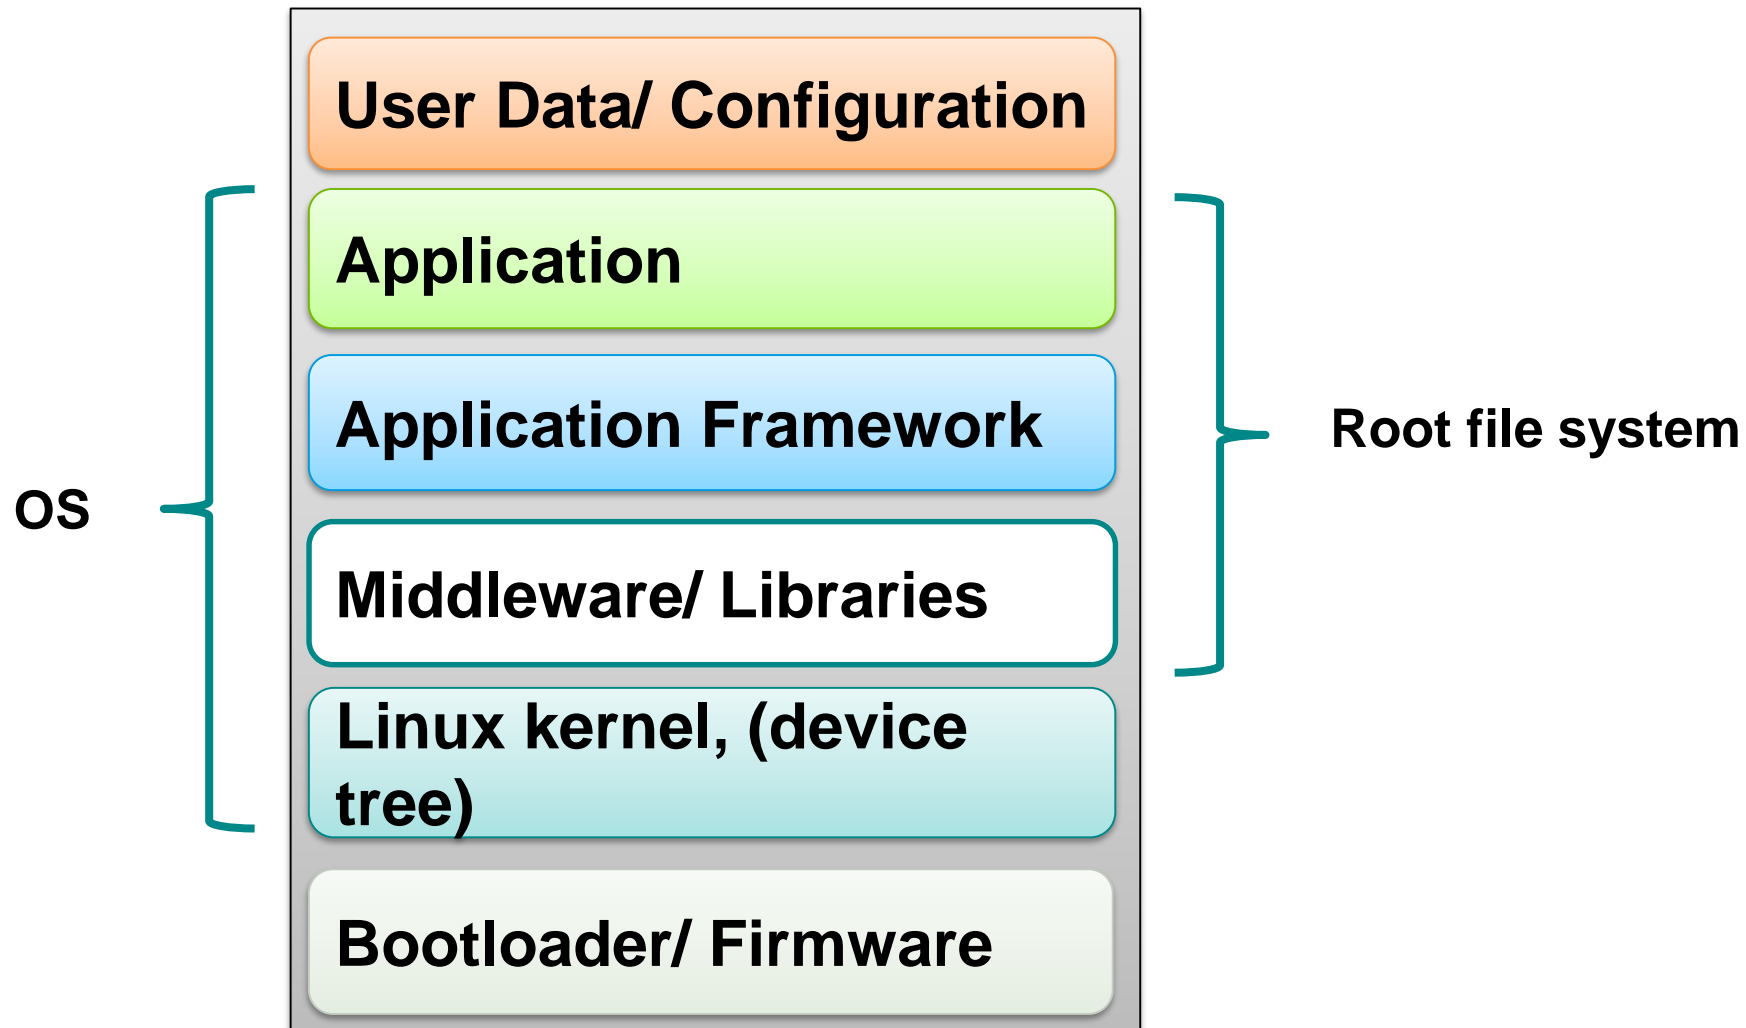 User Data/ Configuration
Application
Application Framework
Root file system
OS
Middleware/ Libraries
Linux kernel, (device
tree)
Bootloader/ Firmware